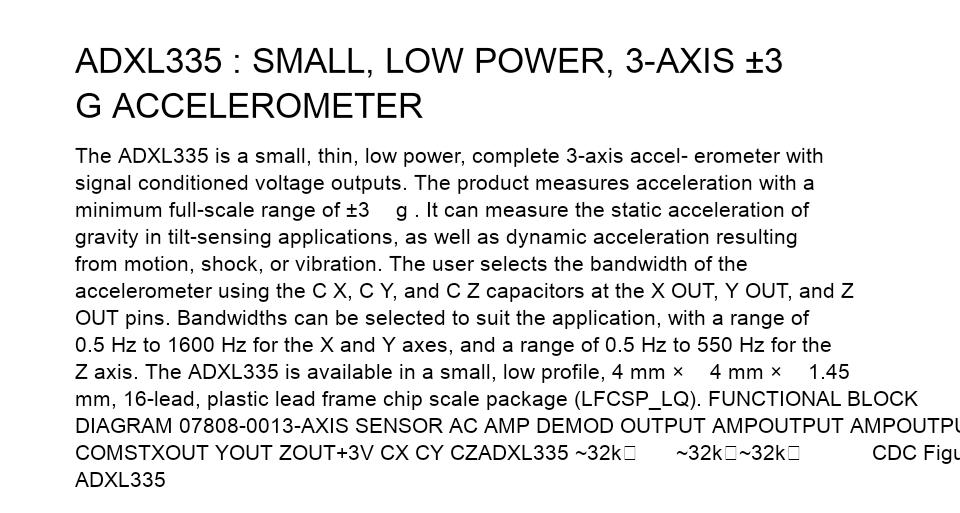 ADXL335 : SMALL, LOW POWER, 3-AXIS ±3
G ACCELEROMETER
The ADXL335 is a small, thin, low power, complete 3-axis accel- erometer with
signal conditioned voltage outputs. The product measures acceleration with a
minimum full-scale range of ±3 g . It can measure the static acceleration of
gravity in tilt-sensing applications, as well as dynamic acceleration resulting
from motion, shock, or vibration. The user selects the bandwidth of the
accelerometer using the C X, C Y, and C Z capacitors at the X OUT, Y OUT, and Z
OUT pins. Bandwidths can be selected to suit the application, with a range of
0.5 Hz to 1600 Hz for the X and Y axes, and a range of 0.5 Hz to 550 Hz for the
Z axis. The ADXL335 is available in a small, low profile, 4 mm × 4 mm × 1.45
mm, 16-lead, plastic lead frame chip scale package (LFCSP_LQ). FUNCTIONAL BLOCK
DIAGRAM 07808-0013-AXIS SENSOR AC AMP DEMOD OUTPUT AMPOUTPUT
COMSTXOUT YOUT ZOUT+3V CX CY CZADXL335 ~32k□ ~32k□~32k□ CDC
ADXL335